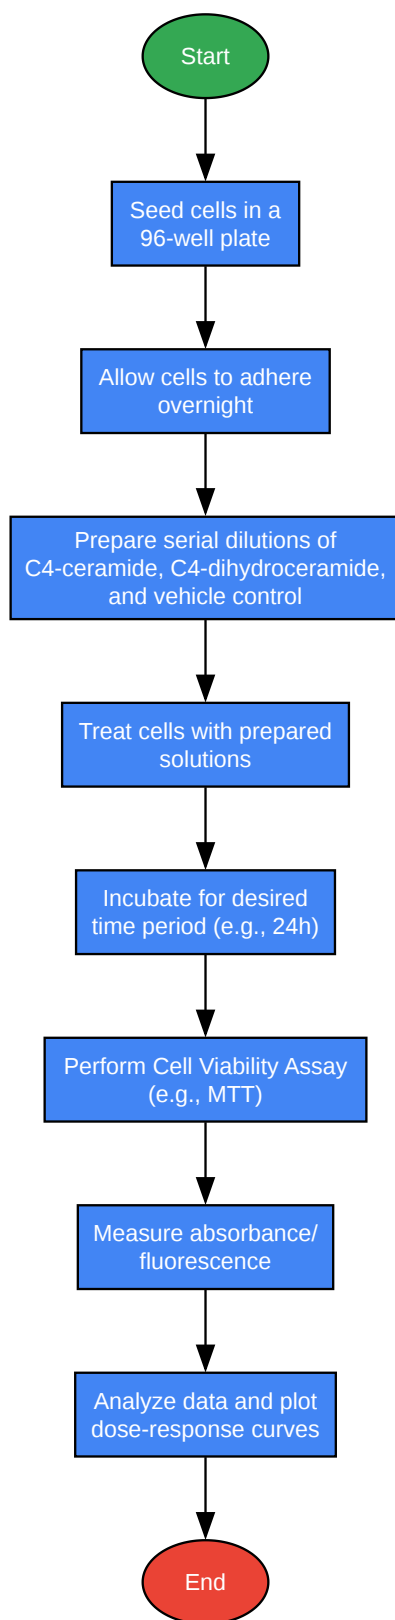 Start
Seed cells in a
96-well plate
Allow cells to adhere
overnight
Prepare serial dilutions of
C4-ceramide, C4-dihydroceramide,
and vehicle control
Treat cells with prepared
solutions
Incubate for desired
time period (e.g., 24h)
Perform Cell Viability Assay
(e.g., MTT)
Measure absorbance/
fluorescence
Analyze data and plot
dose-response curves
End